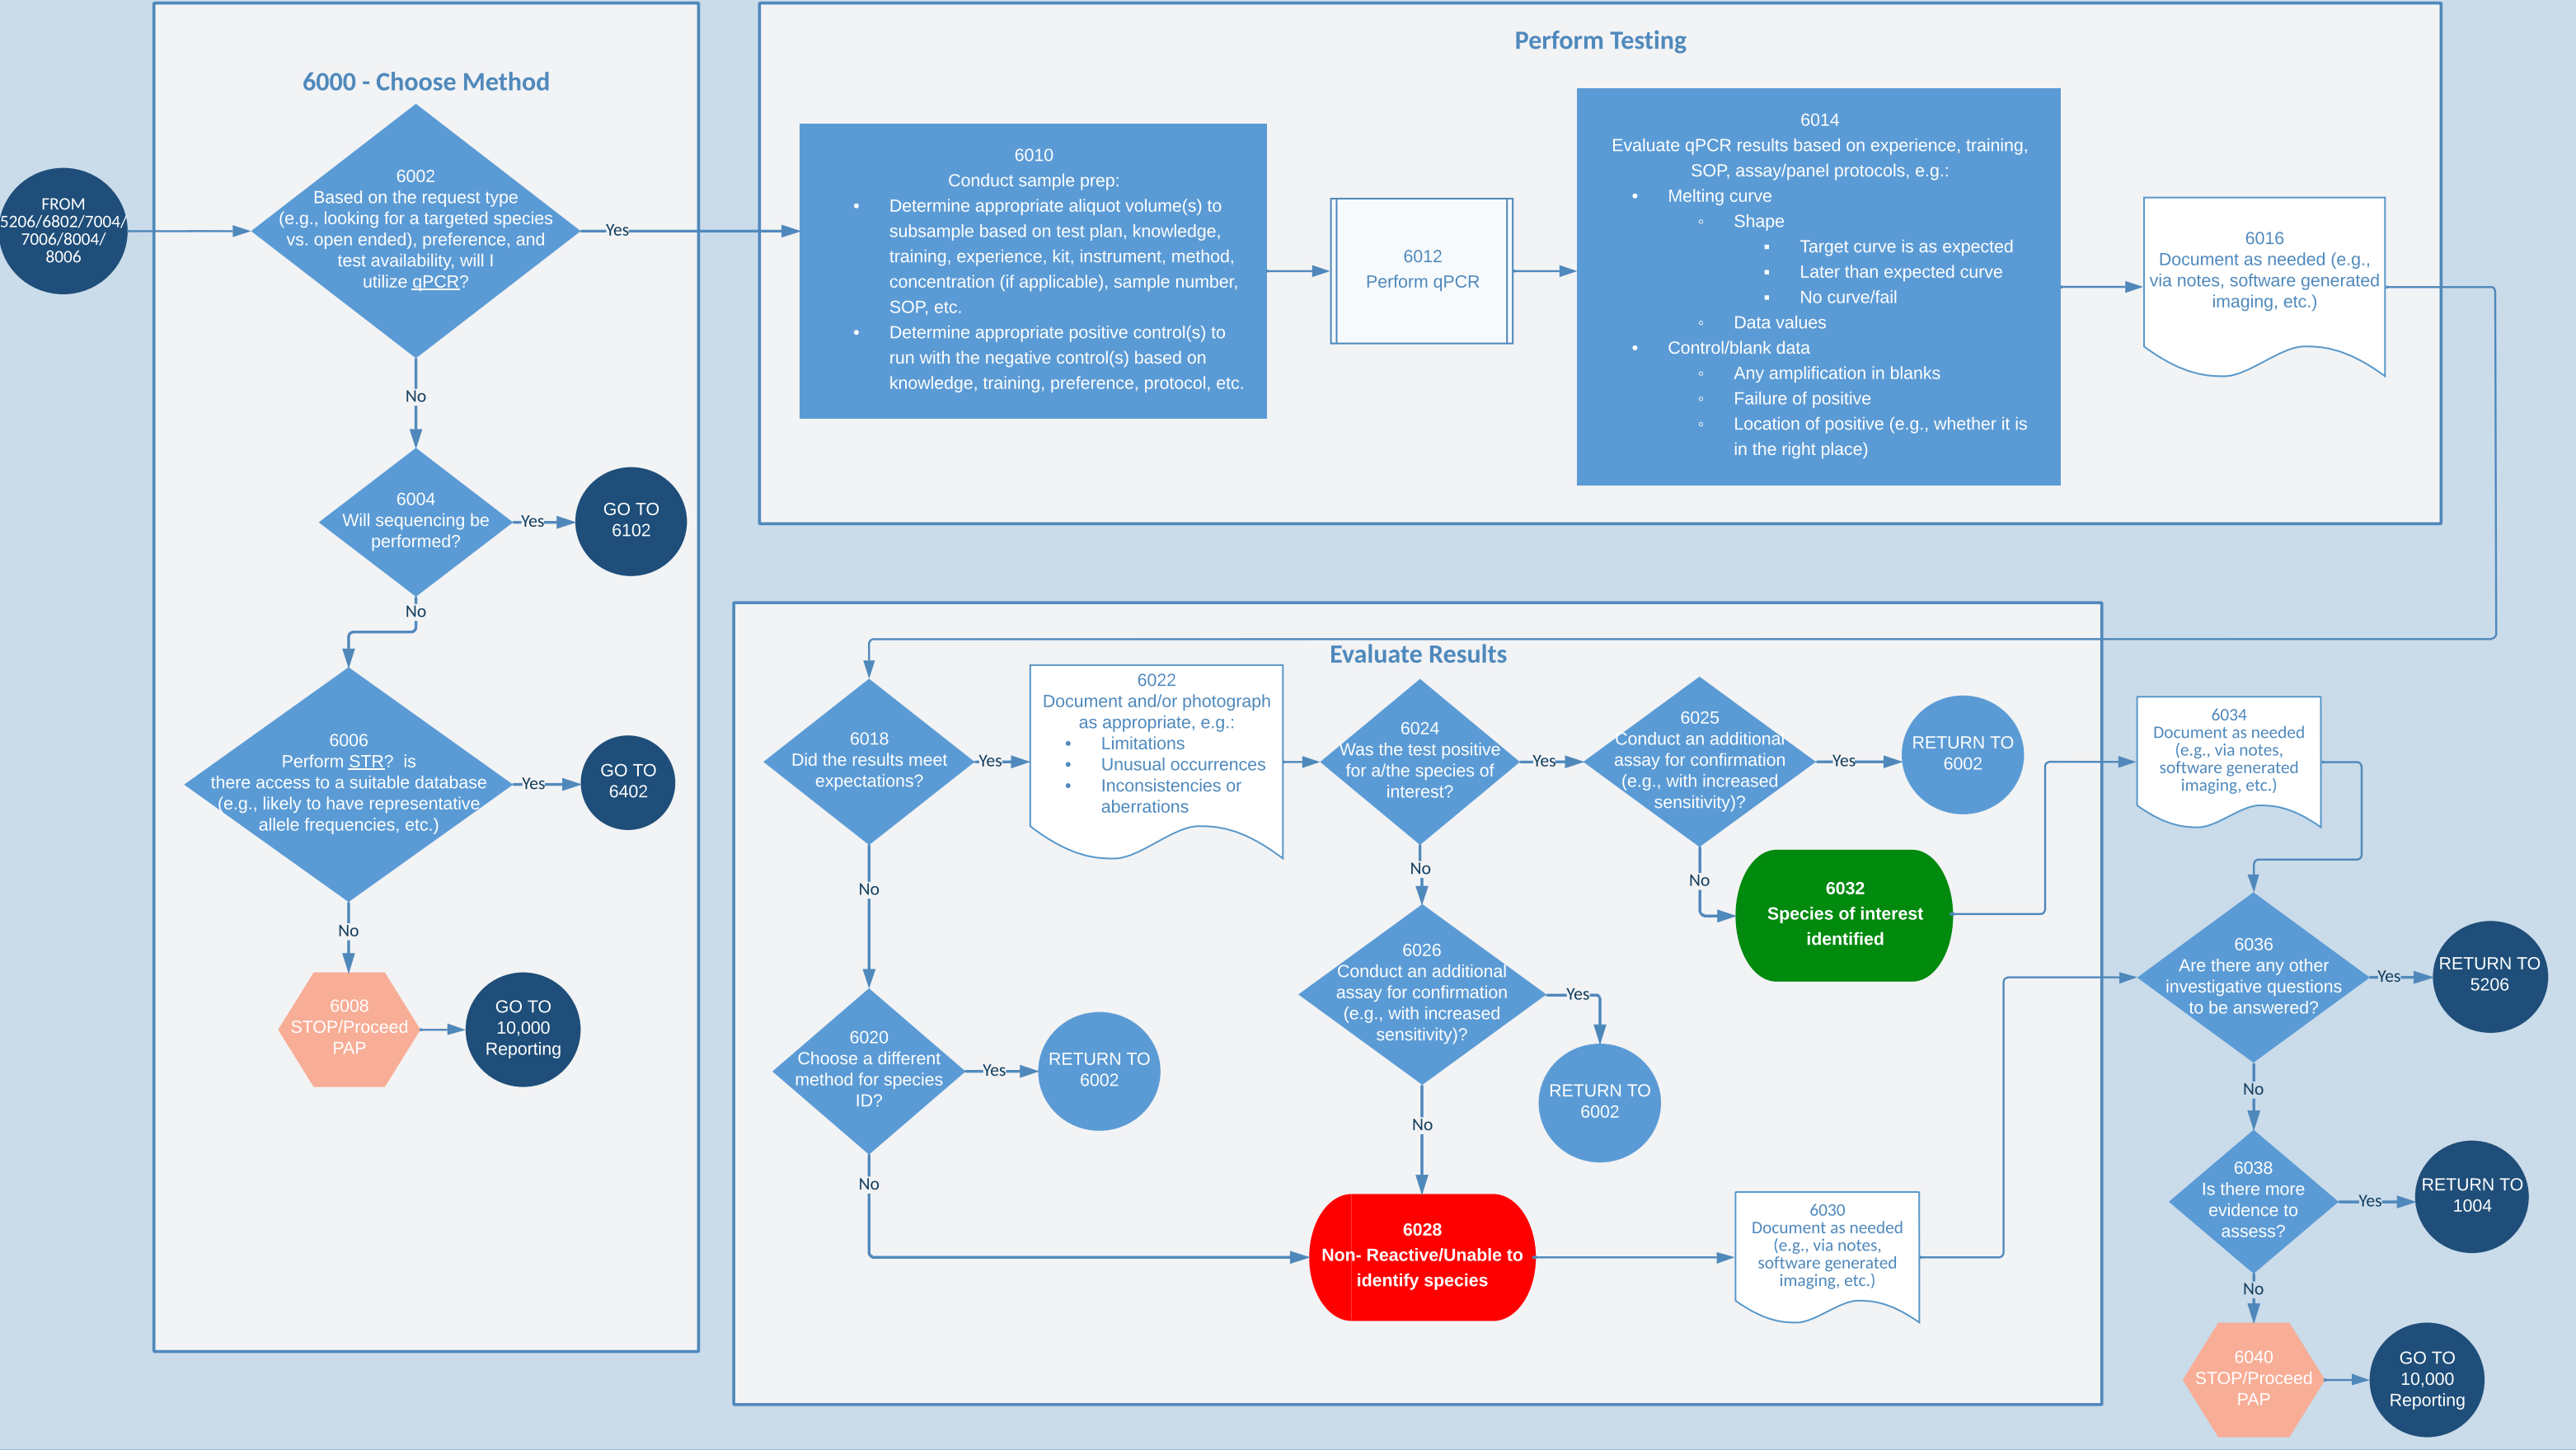 6000 - Choose Method
FROM
5206/6802/7004/
7006/8004/
8006
6002
Based on the request type
(e.g., looking for a targeted species
vs. open ended), preference, and
test availability, will I
utilize qPCR?
Yes
No
6004
Will sequencing be
performed?
Yes
GO TO
6102
No
6006
Perform STR?  is
there access to a suitable database
(e.g., likely to have representative
allele frequencies, etc.)
Yes
GO TO
6402
No
6008
STOP/Proceed
PAP
GO TO
10,000
Reporting
Perform Testing
6010
Conduct sample prep:
• Determine appropriate aliquot volume(s) to
subsample based on test plan, knowledge,
training, experience, kit, instrument, method,
concentration (if applicable), sample number,
SOP, etc.
• Determine appropriate positive control(s) to
run with the negative control(s) based on
knowledge, training, preference, protocol, etc.
6012
Perform qPCR
6014
Evaluate qPCR results based on experience, training,
SOP, assay/panel protocols, e.g.:
• Melting curve
◦ Shape
▪ Target curve is as expected
▪ Later than expected curve
▪ No curve/fail
◦ Data values
• Control/blank data
◦ Any amplification in blanks
◦ Failure of positive
◦ Location of positive (e.g., whether it is
in the right place)
6016
Document as needed (e.g.,
via notes, software generated
imaging, etc.)
Evaluate Results
6018
Did the results meet
expectations?
Yes
6022
Document and/or photograph
as appropriate, e.g.:
• Limitations
• Unusual occurrences
• Inconsistencies or
aberrations
6024
Was the test positive
for a/the species of
interest?
Yes
6025
Conduct an additional
assay for confirmation
(e.g., with increased
sensitivity)?
Yes
RETURN TO
6002
No
No
No
6032
Species of interest
identified
6026
Conduct an additional
assay for confirmation
(e.g., with increased
sensitivity)?
Yes
RETURN TO
6002
No
6020
Choose a different
method for species
ID?
Yes
RETURN TO
6002
No
6028
Non- Reactive/Unable to
identify species
6030
Document as needed
(e.g., via notes,
software generated
imaging, etc.)
6034
Document as needed
(e.g., via notes,
software generated
imaging, etc.)
6036
Are there any other
investigative questions
to be answered?
Yes
RETURN TO
5206
No
6038
Is there more
evidence to
assess?
Yes
RETURN TO
1004
No
6040
STOP/Proceed
PAP
GO TO
10,000
Reporting